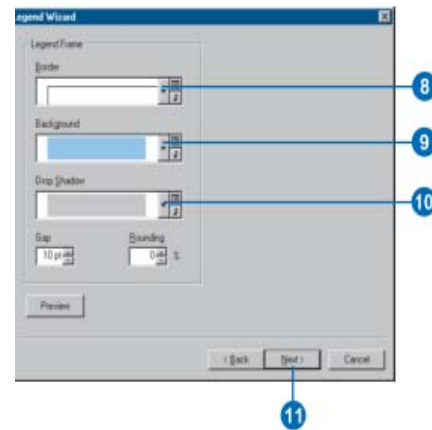 Legend Wizard
Legend Frame
Border
8
Background
9
Drop Shadow
10
Gap
Rounding
10 pt
0
%
Preview
< Back
Next >
Cancel
11